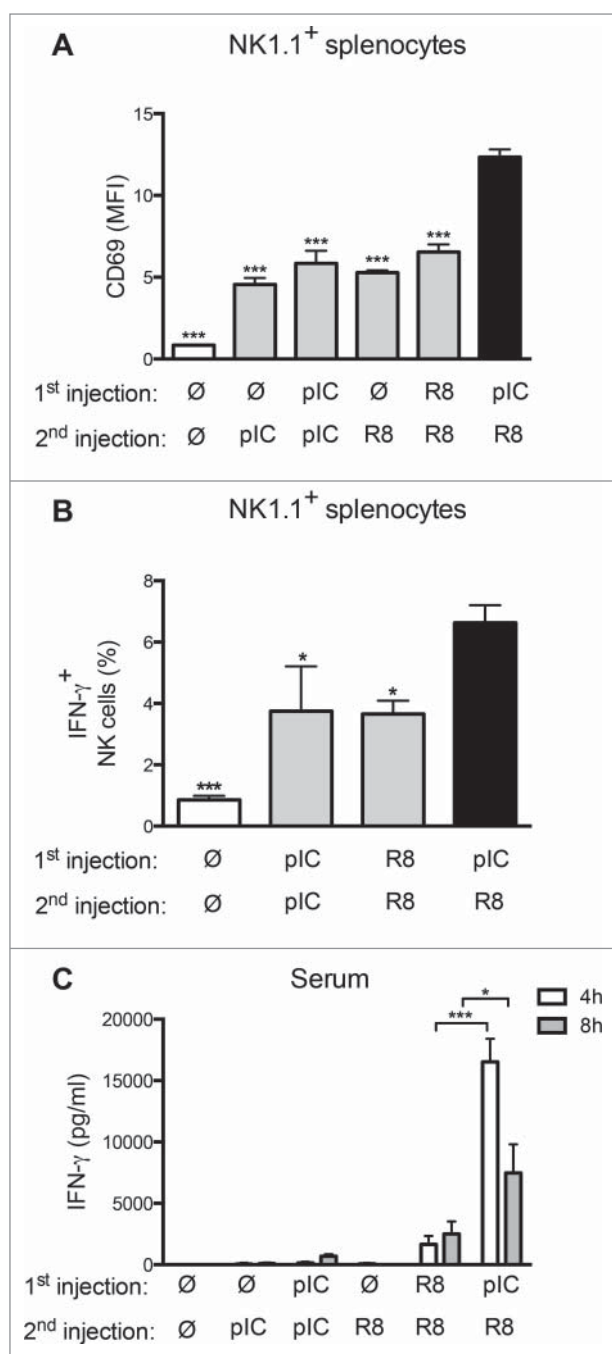 A NK1.1+ splenocytes
15
10
5
0
CD69 (MFI)
*** *** *** *** ***
1st injection: Ø Ø pIC Ø R8 pIC
2nd injection: Ø pIC pIC R8 R8 R8
B NK1.1+ splenocytes
8
6
4
2
0
IFN-γ+
NK cells (%)
*** * *
1st injection: Ø pIC R8 pIC
2nd injection: Ø pIC R8 R8
C Serum
4h
8h
*** *
20000
15000
10000
5000
0
IFN-γ (pg/ml)
1st injection: Ø Ø pIC Ø R8 pIC
2nd injection: Ø pIC pIC R8 R8 R8